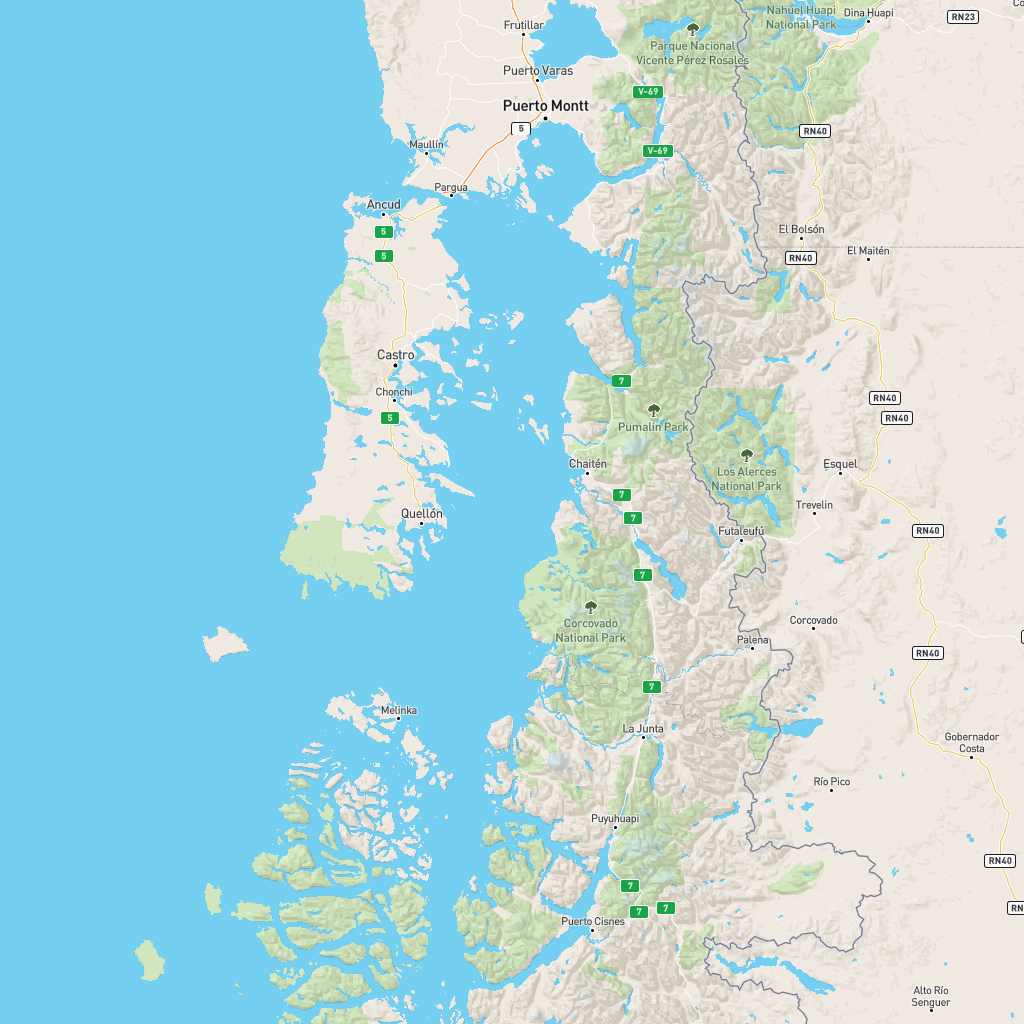 Nahuel Huapi
National Park
Dina Huapi
RN23
Frutillar
Parque Nacional
Vicente Pérez Rosales
Puerto Varas
V-69
Puerto Montt
5
RN40
Maullín
V-69
Pargua
Ancud
5
El Bolsón
5
RN40
El Maitén
Castro
7
Chonchi
RN40
5
RN40
Pumalín Park
Chaitén
Esquel
Los Alerces
National Park
7
Trevelin
Quellón
7
Futaleufú
RN40
7
Corcovado
National Park
Corcovado
Palena
RN40
7
Melinka
La Junta
Gobernador
Costa
Río Pico
Puyuhuapi
RN40
7
7
7
RN
Puerto Cisnes
Alto Río
Senguer